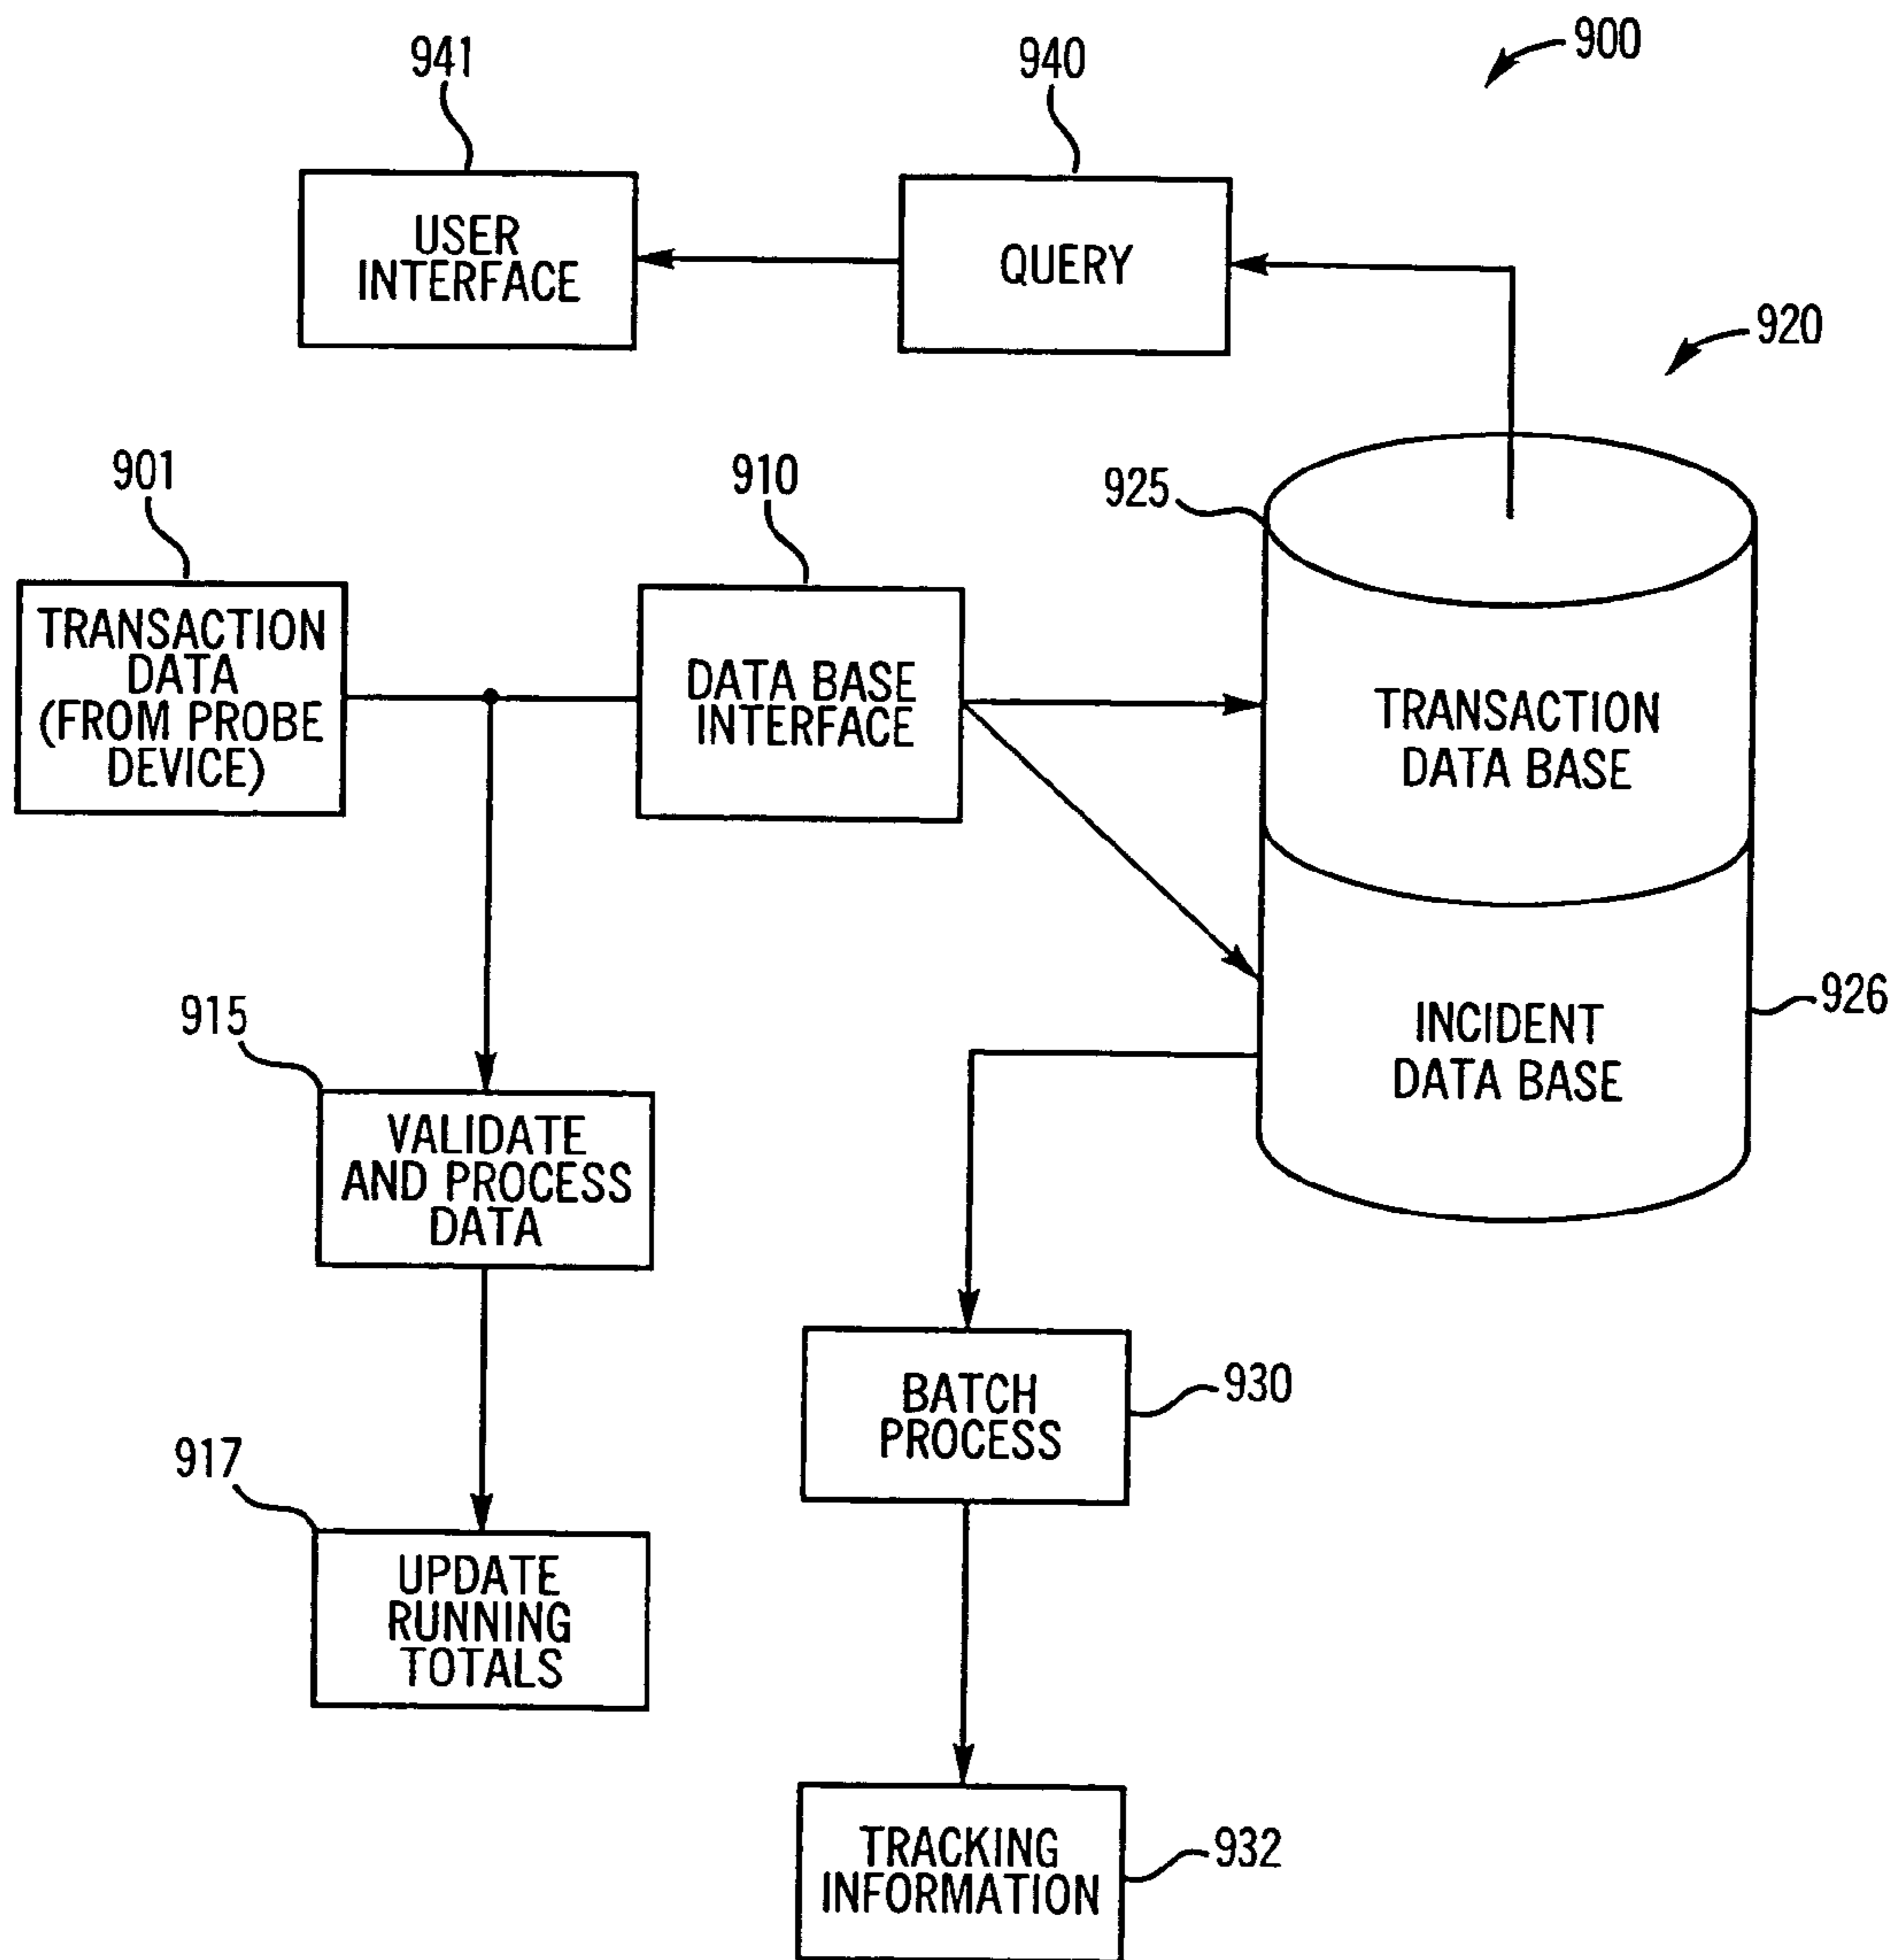 900
941
940
USER
INTERFACE
QUERY
920
901
910
925
TRANSACTION
DATA
(FROM PROBE
DEVICE)
DATA BASE
INTERFACE
TRANSACTION
DATA BASE
915
926
INCIDENT
DATA BASE
VALIDATE
AND PROCESS
DATA
930
BATCH
PROCESS
917
UPDATE
RUNNING
TOTALS
932
TRACKING
INFORMATION